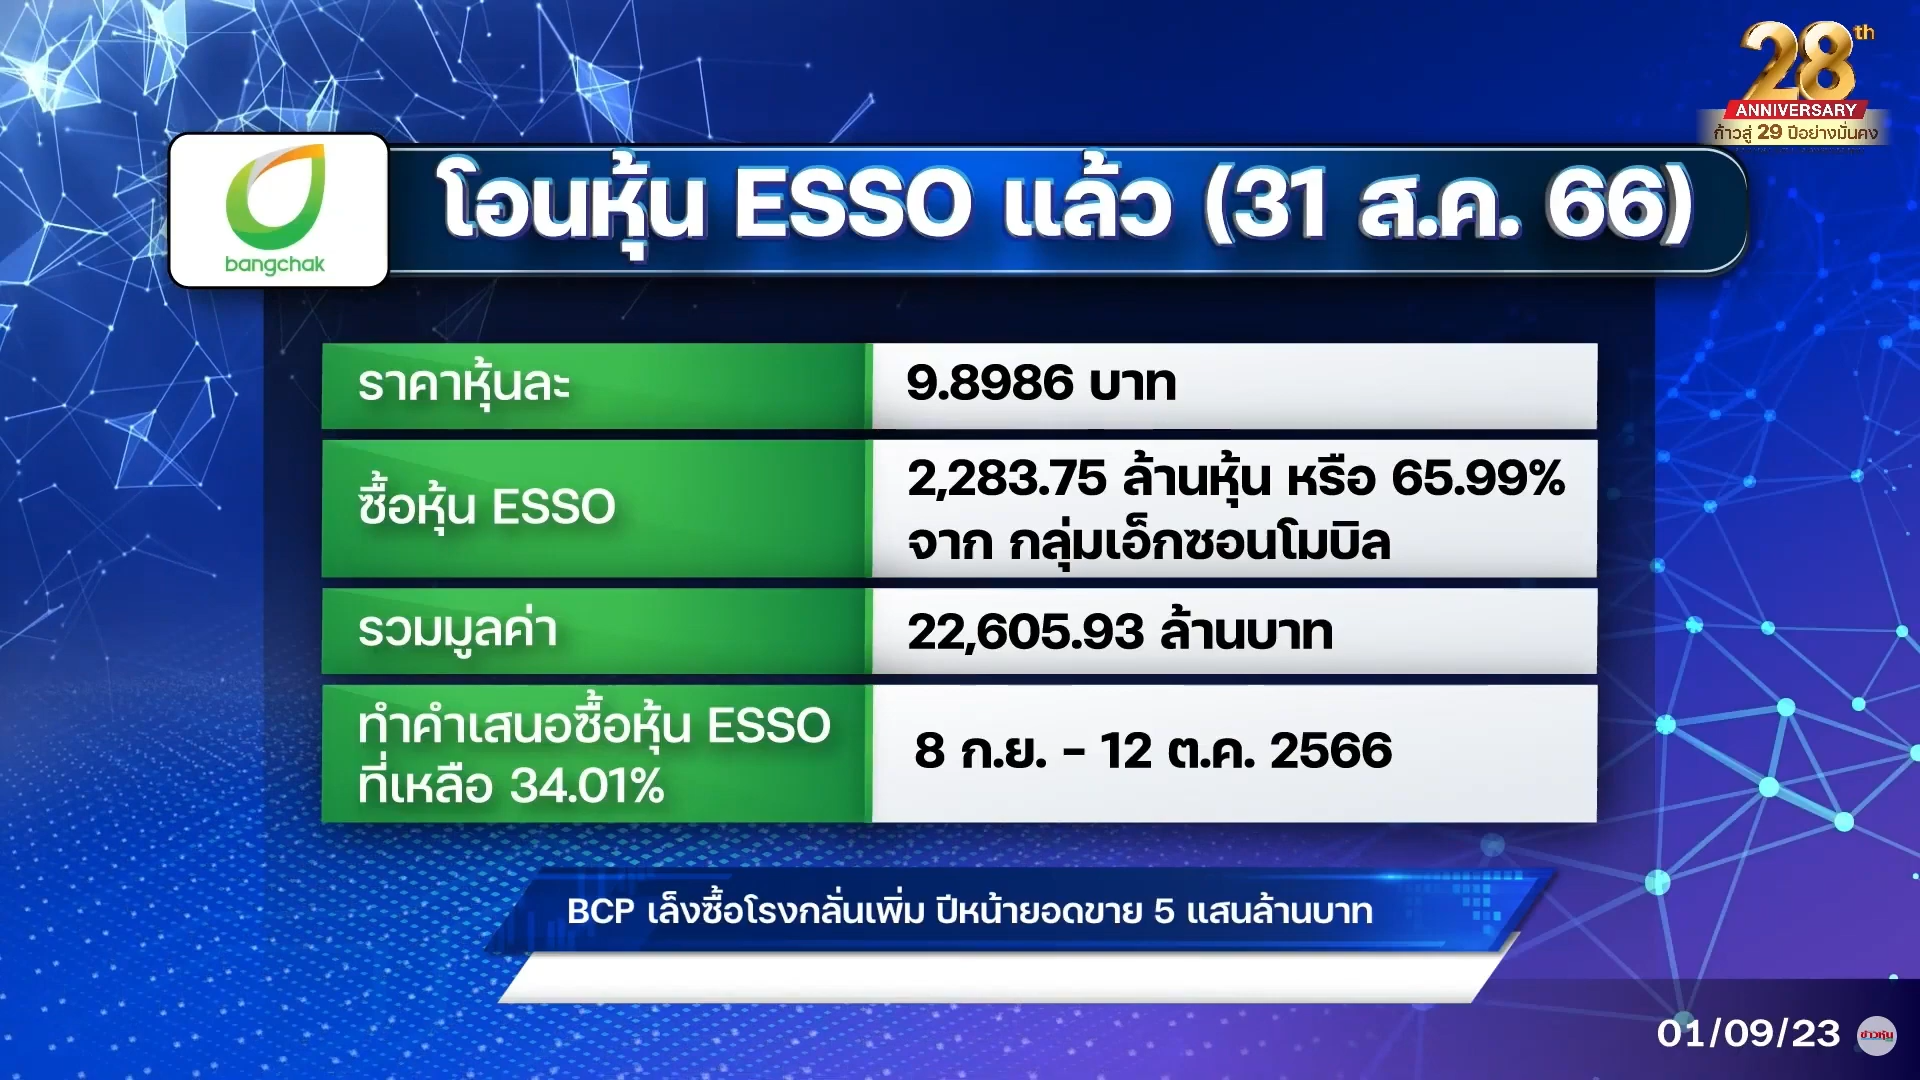 28th
ANNIVERSARY
ก้าวสู่ 29 ปีอย่างมั่นคง
bangchak
โอนหุ้น ESSO แล้ว (31 ส.ค. 66)
ราคาหุ้นละ
9.8986 บาท
ซื้อหุ้น ESSO
2,283.75 ล้านหุ้น หรือ 65.99%
จาก กลุ่มเอ็กซอนโมบิล
รวมมูลค่า
22,605.93 ล้านบาท
ทำคำเสนอซื้อหุ้น ESSO
ที่เหลือ 34.01%
8 ก.ย. - 12 ต.ค. 2566
BCP เล็งซื้อโรงกลั่นเพิ่ม ปีหน้ายอดขาย 5 แสนล้านบาท
01/09/23
ข่าวหุ้น